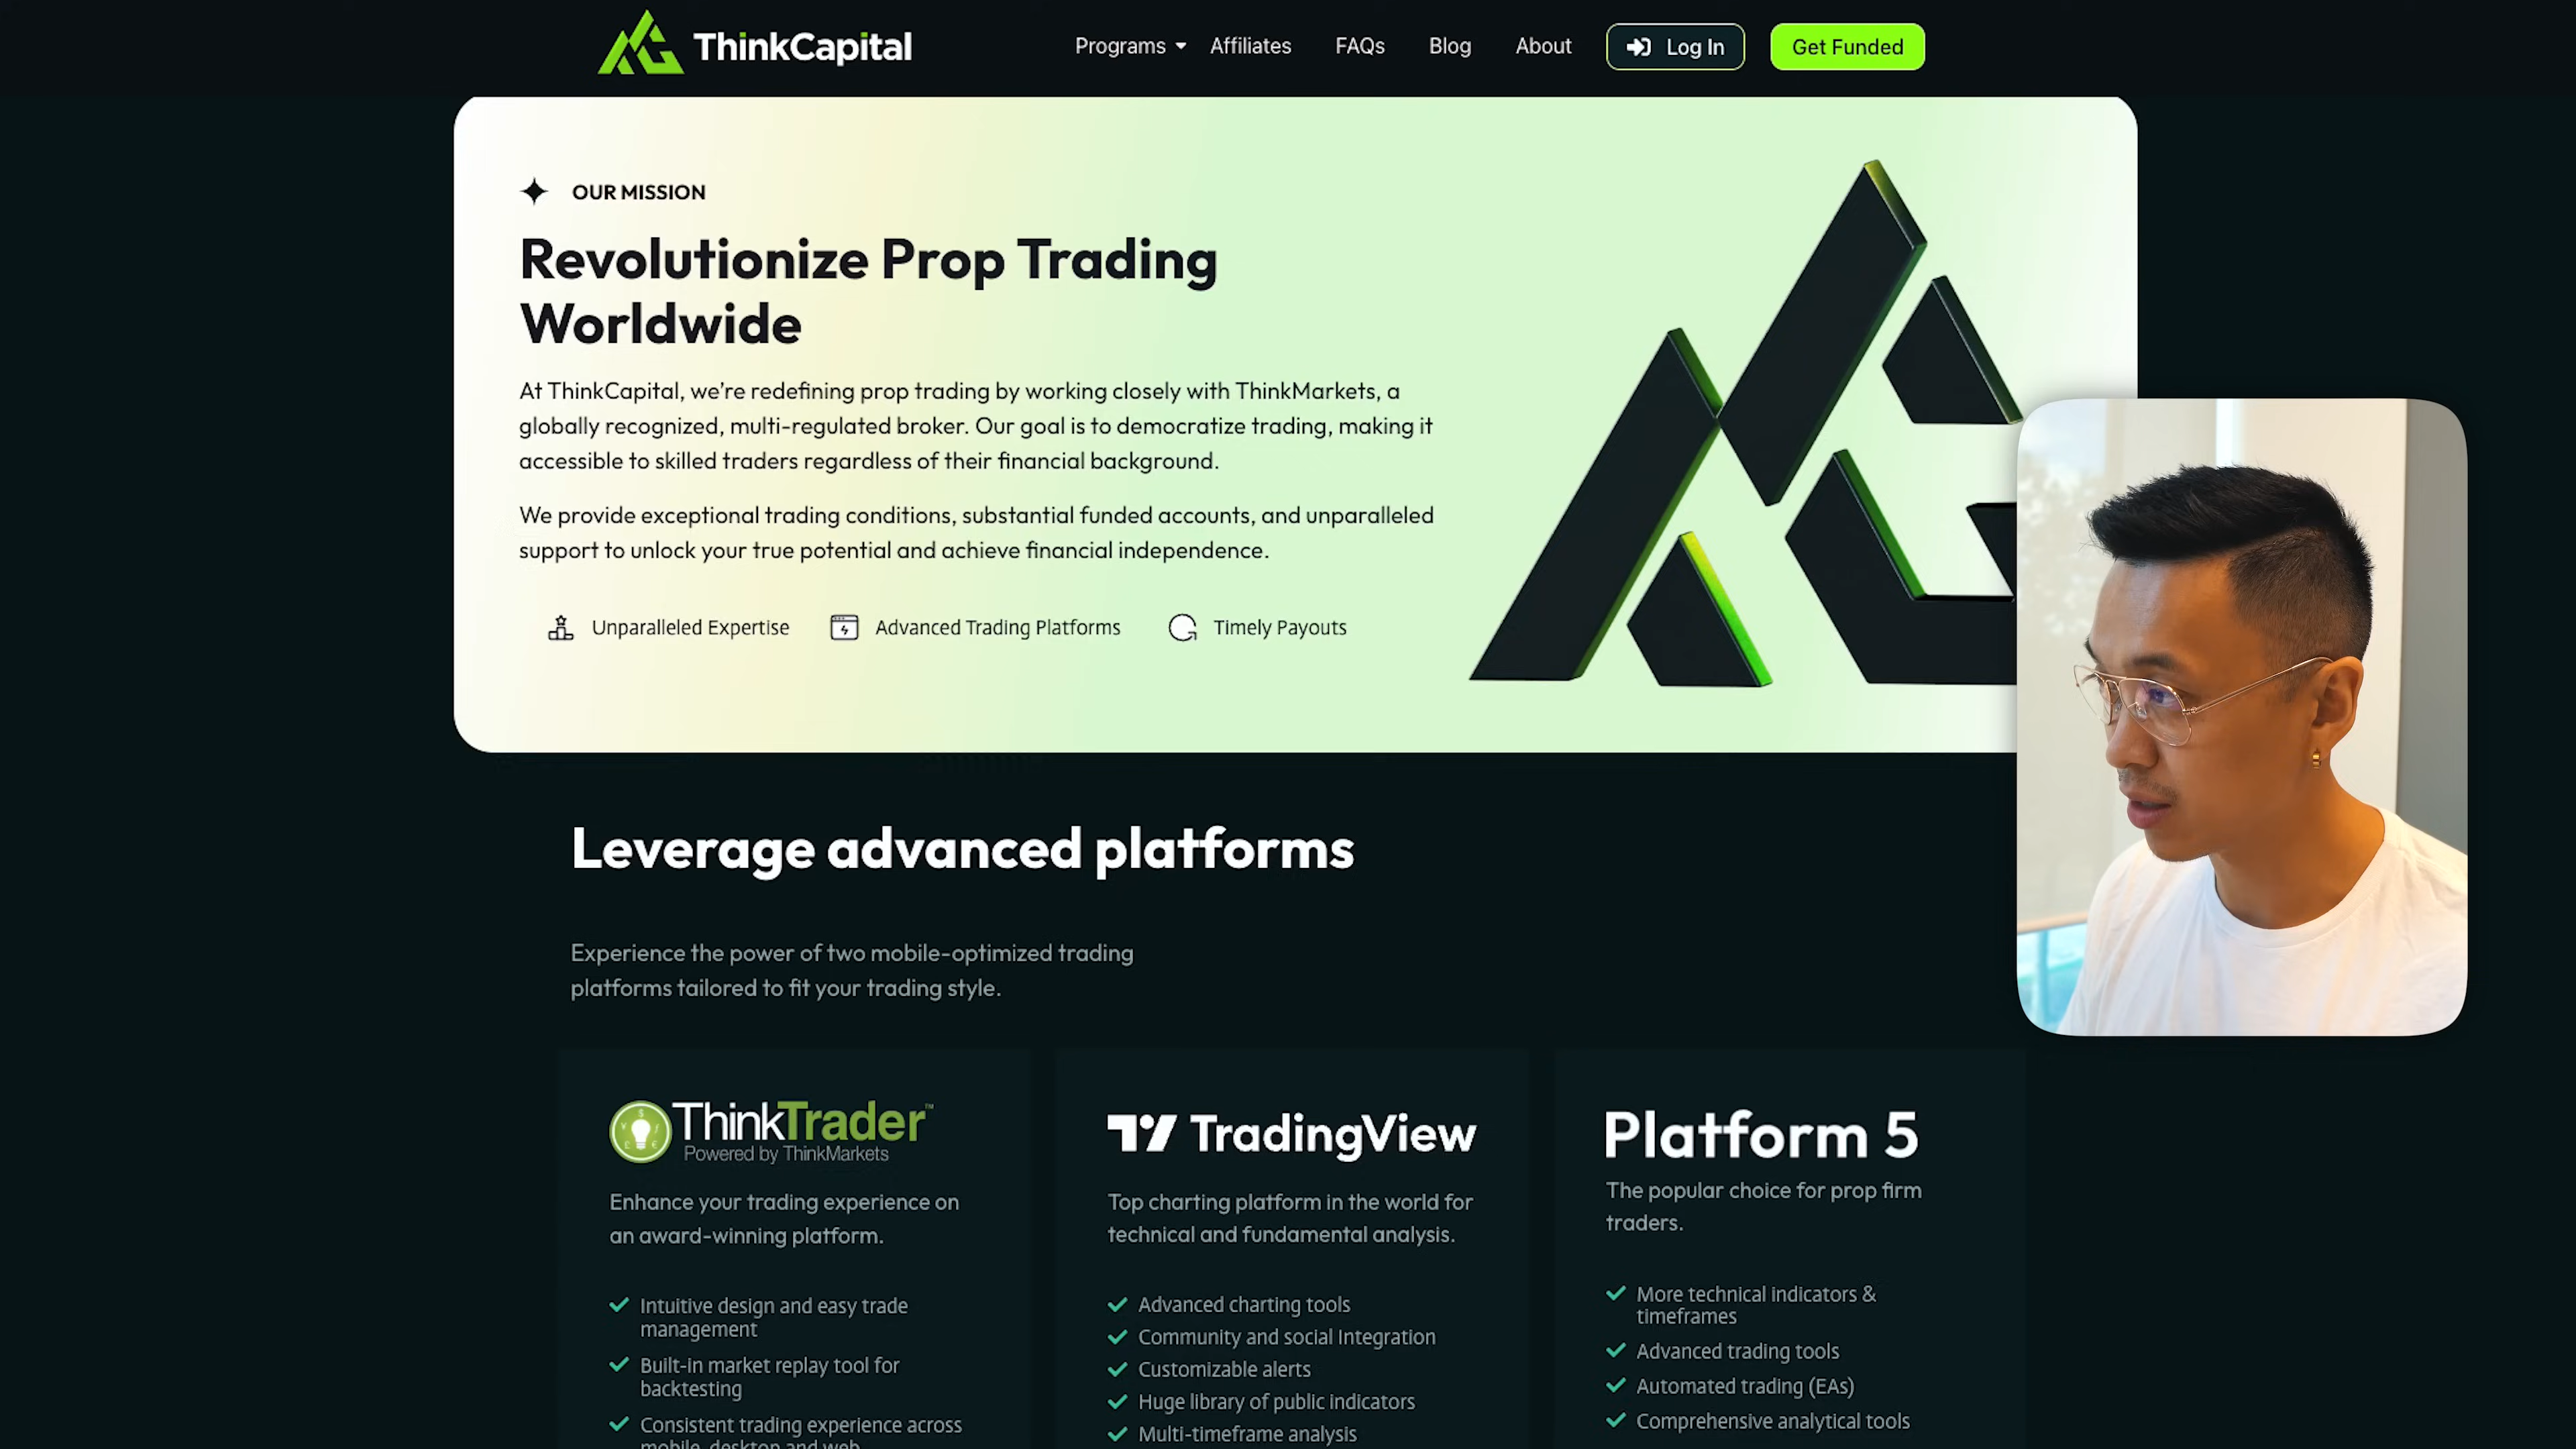 ThinkCapital
Programs
Affiliates
FAQs
Blog
About
Log In
Get Funded
OUR MISSION
Revolutionize Prop Trading
Worldwide
At ThinkCapital, we're redefining prop trading by working closely with ThinkMarkets, a
globally recognized, multi-regulated broker. Our goal is to democratize trading, making it
accessible to skilled traders regardless of their financial background.
We provide exceptional trading conditions, substantial funded accounts, and unparalleled
support to unlock your true potential and achieve financial independence.
Unparalleled Expertise
Advanced Trading Platforms
Timely Payouts
Leverage advanced platforms
Experience the power of two mobile-optimized trading
platforms tailored to fit your trading style.
ThinkTrader™
Powered by ThinkMarkets
Enhance your trading experience on
an award-winning platform.
Intuitive design and easy trade
management
Built-in market replay tool for
backtesting
Consistent trading experience across
mobile, desktop and web
TradingView
Top charting platform in the world for
technical and fundamental analysis.
Advanced charting tools
Community and social Integration
Customizable alerts
Huge library of public indicators
Multi-timeframe analysis
Platform 5
The popular choice for prop firm
traders.
More technical indicators &
timeframes
Advanced trading tools
Automated trading (EAs)
Comprehensive analytical tools